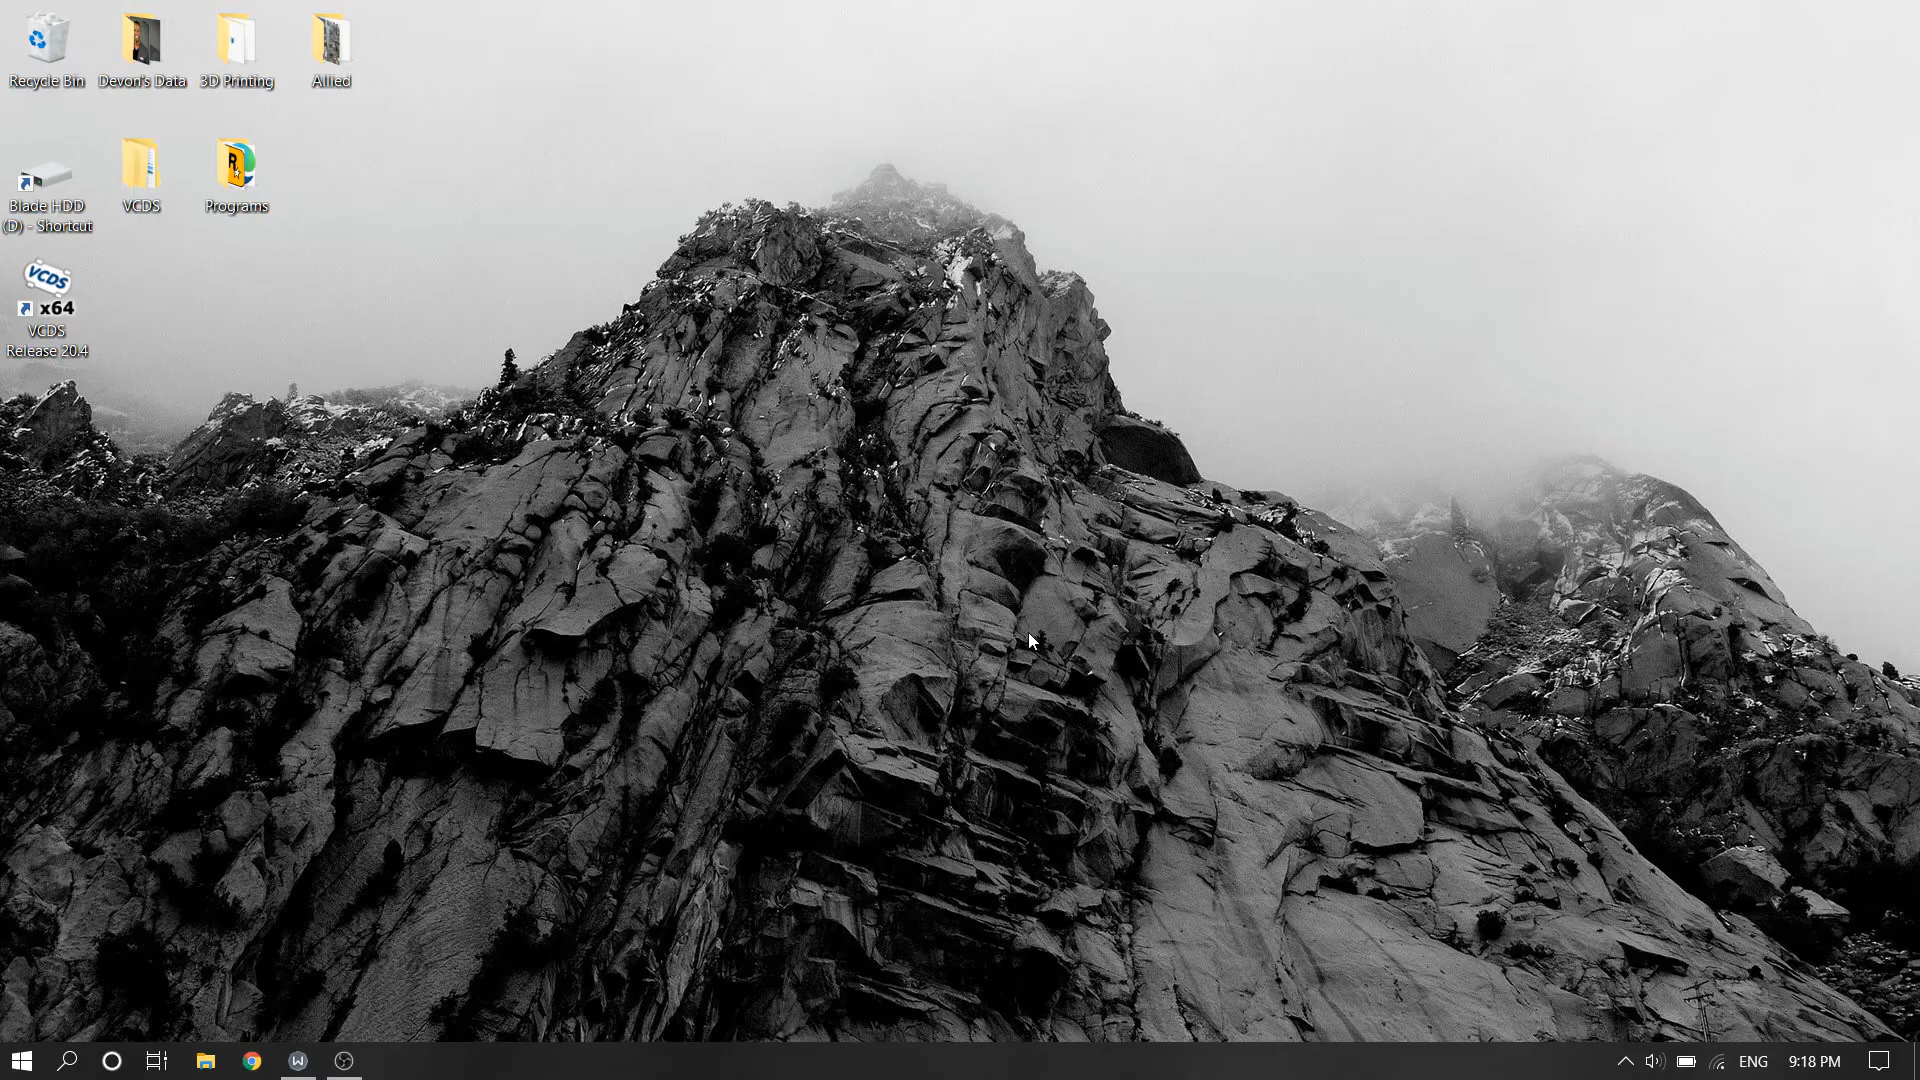 Recycle Bin
Devon's Data
3D Printing
Allied
Blade HDD
(D) - Shortcut
VCDS
Programs
VCDS
x64
VCDS
Release 20.4
ENG
9:18 PM